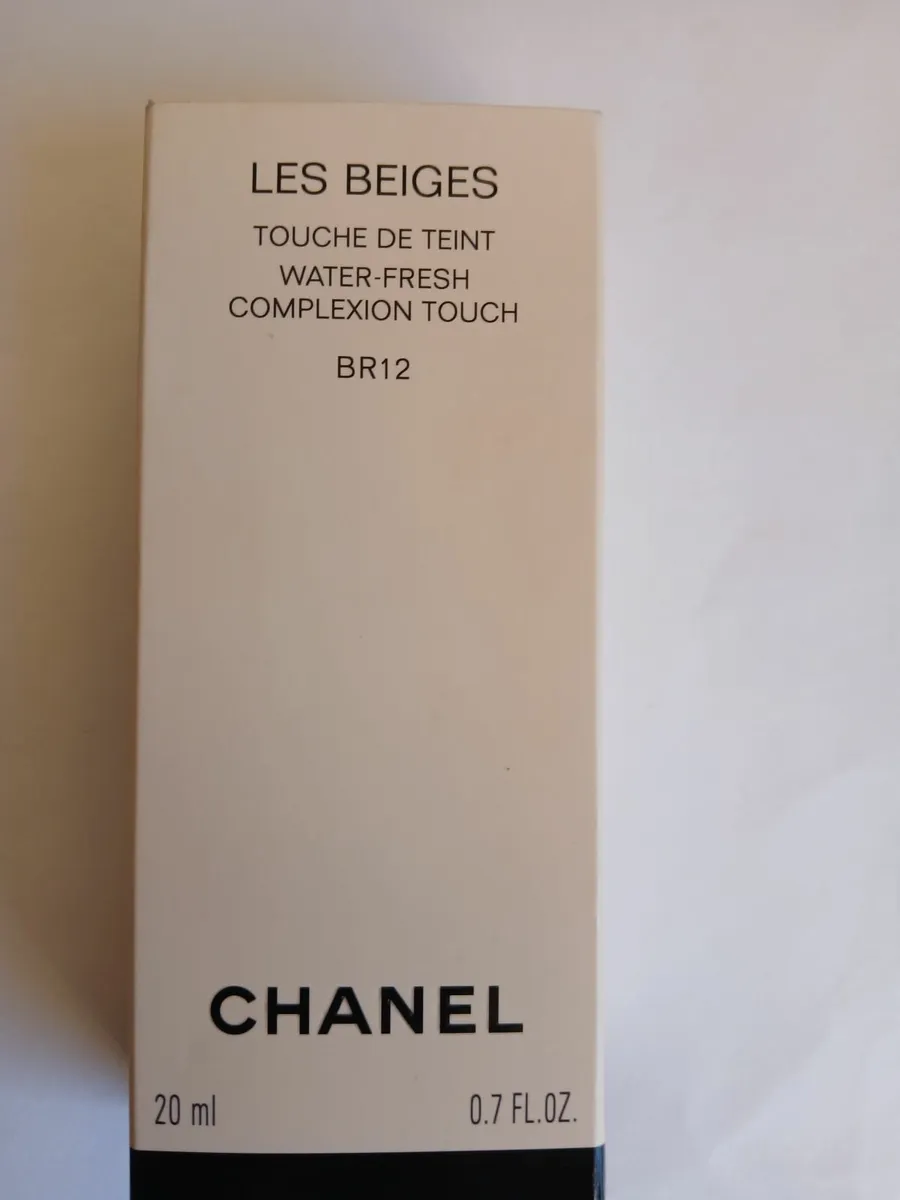 LES BEIGES
TOUCHE DE TEINT
WATER-FRESH
COMPLEXION TOUCH
BR12
CHANEL
20 ml 0.7 FL.OZ.